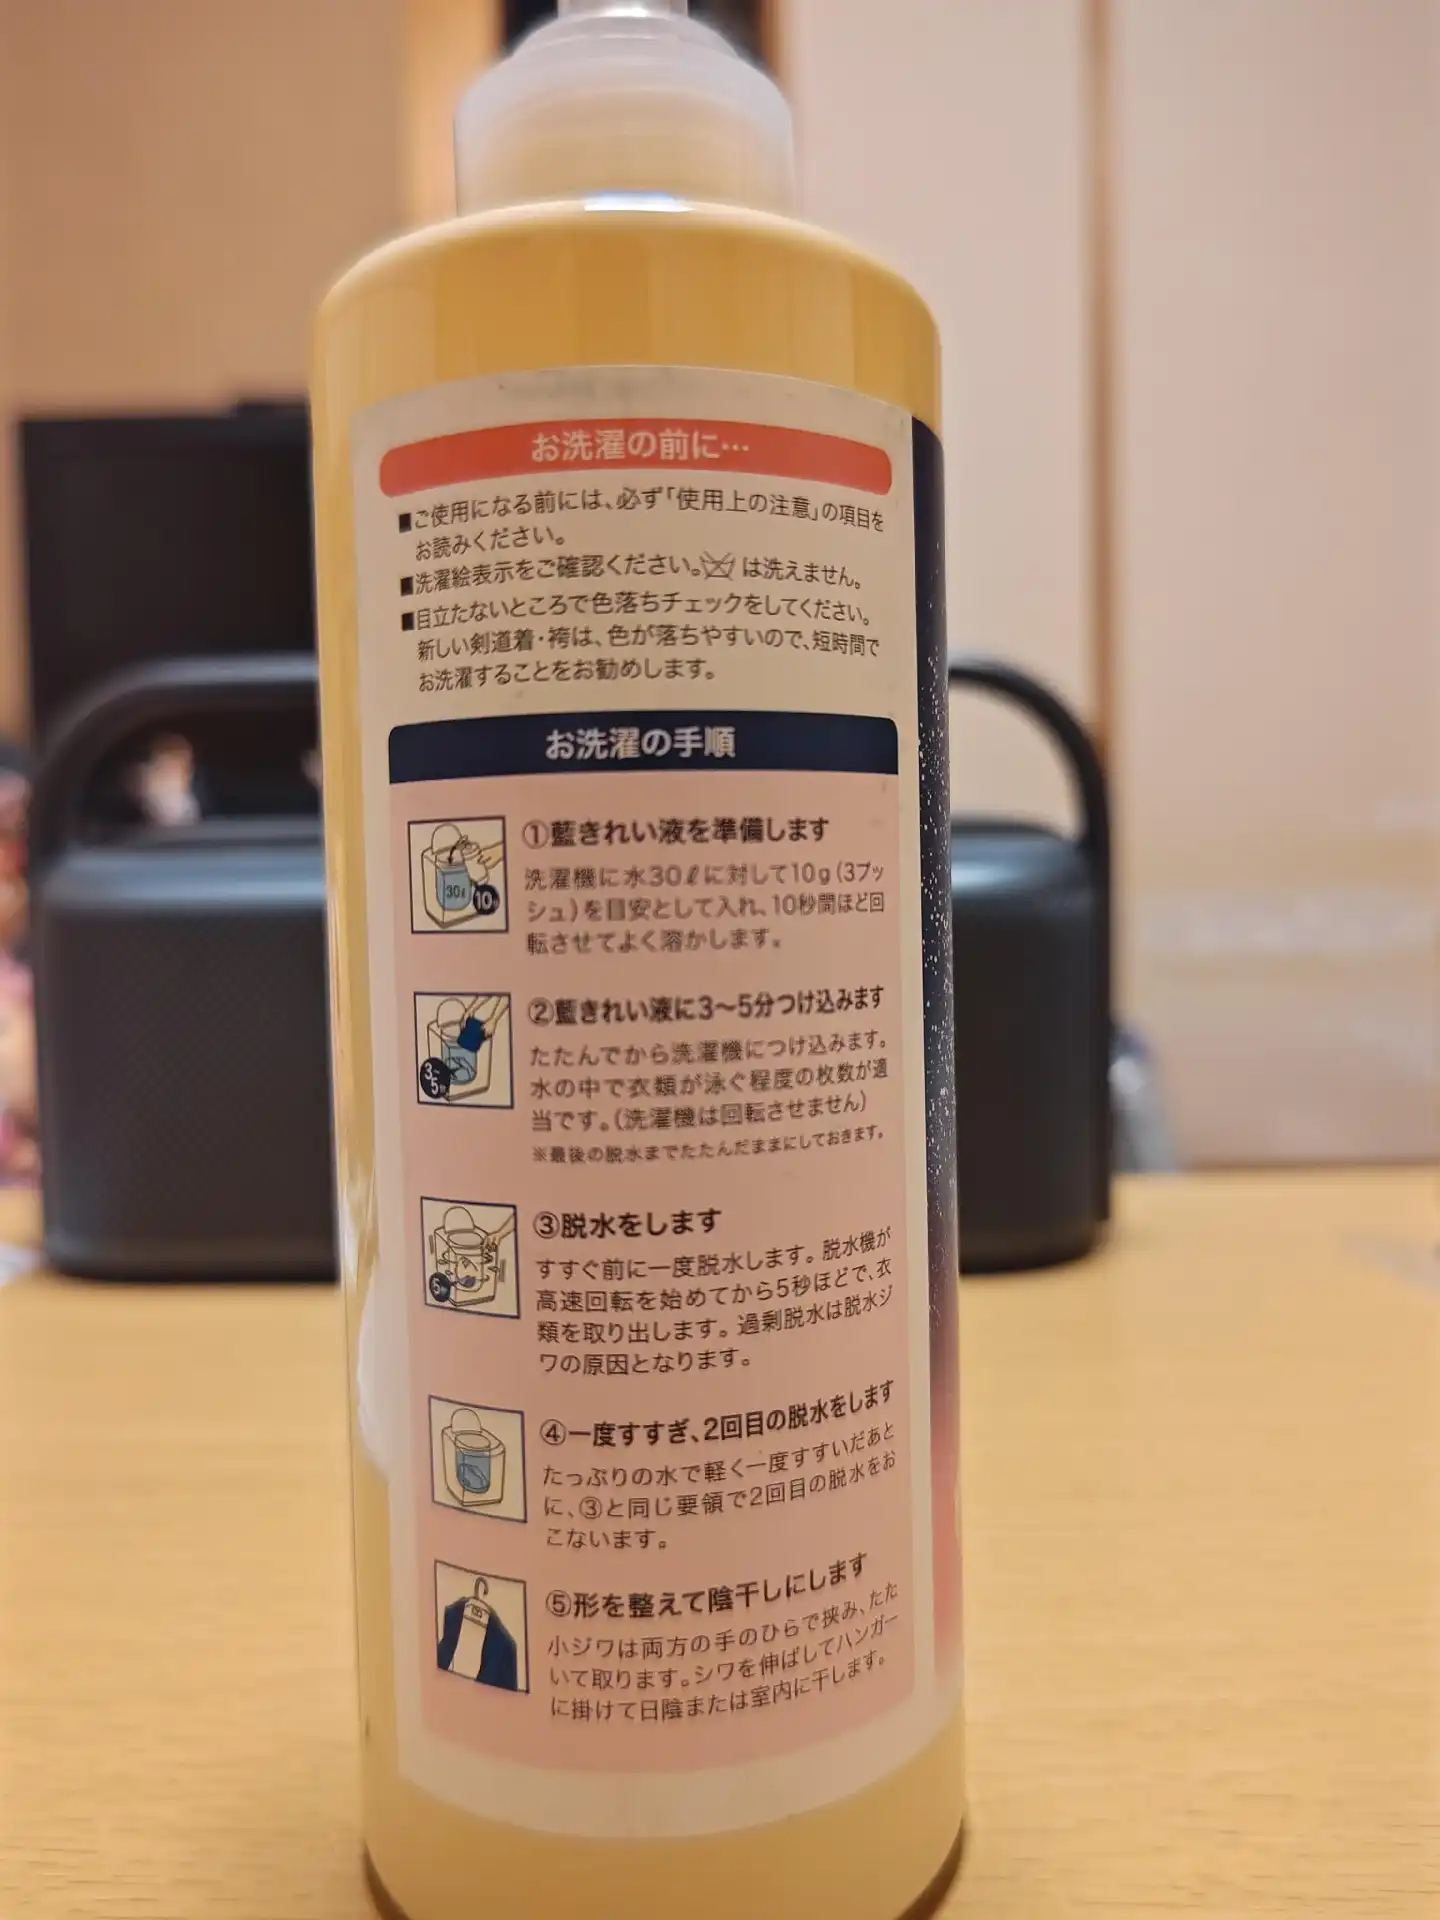 お洗濯の前に…
■ご使用になる前には、必ず「使用上の注意」の項目を
お読みください。
■洗濯絵表示をご確認ください。は洗えません。
■目立たないところで色落ちチェックをしてください。
新しい剣道着・袴は、色が落ちやすいので、短時間で
お洗濯することをお勧めします。
お洗濯の手順
30ℓ
10g
①藍きれい液を準備します
洗濯機に水30ℓに対して10g(3プッ
シュ)を目安として入れ、10秒間ほど回
転させてよく溶かします。
3~
5分
②藍きれい液に3〜5分つけ込みます
たたんでから洗濯機につけ込みます。
水の中で衣類が泳ぐ程度の枚数が適
当です。(洗濯機は回転させません)
※最後の脱水までたたんだままにしておきます。
5秒
③脱水をします
すすぐ前に一度脱水します。脱水機が
高速回転を始めてから5秒ほどで、衣
類を取り出します。過剰脱水は脱水ジ
ワの原因となります。
④一度すすぎ、2回目の脱水をします
たっぷりの水で軽く一度すすいだあと
に、③と同じ要領で2回目の脱水をお
こないます。
⑤形を整えて陰干しにします
小ジワは両方の手のひらで挟み、たた
いて取ります。シワを伸ばしてハンガー
に掛けて日陰または室内に干します。